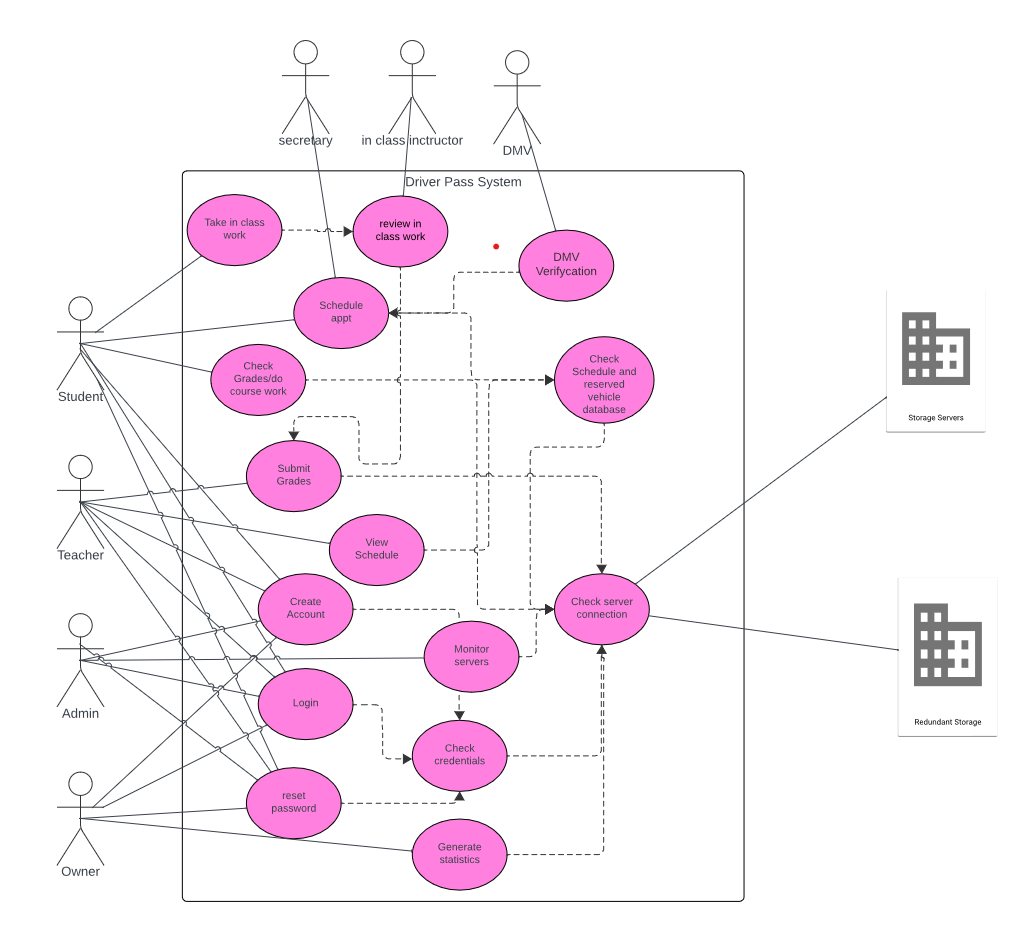 secretary
in class inctructor
DMV
Driver Pass System
Take in class
work
review in
class work
DMV
Verifycation
Schedule
appt
Student
Check
Grades/do
course work
Check
Schedule and
reserved
vehicle
database
Storage Servers
Submit
Grades
Teacher
View
Schedule
Create
Account
Check server
connection
Monitor
servers
Admin
Login
Redundant Storage
Check
credentials
reset
password
Generate
statistics
Owner